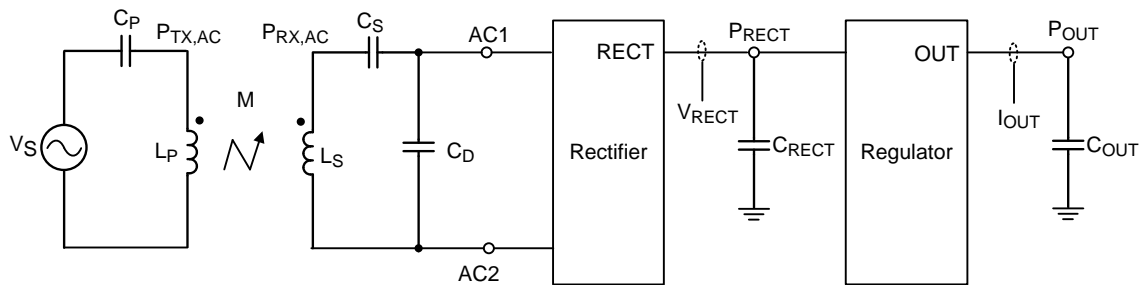 C_P
P_TX,AC
P_RX,AC
C_S
AC1
RECT
P_RECT
OUT
P_OUT
M
V_S
L_P
L_S
C_D
Rectifier
V_RECT
C_RECT
Regulator
I_OUT
C_OUT
AC2